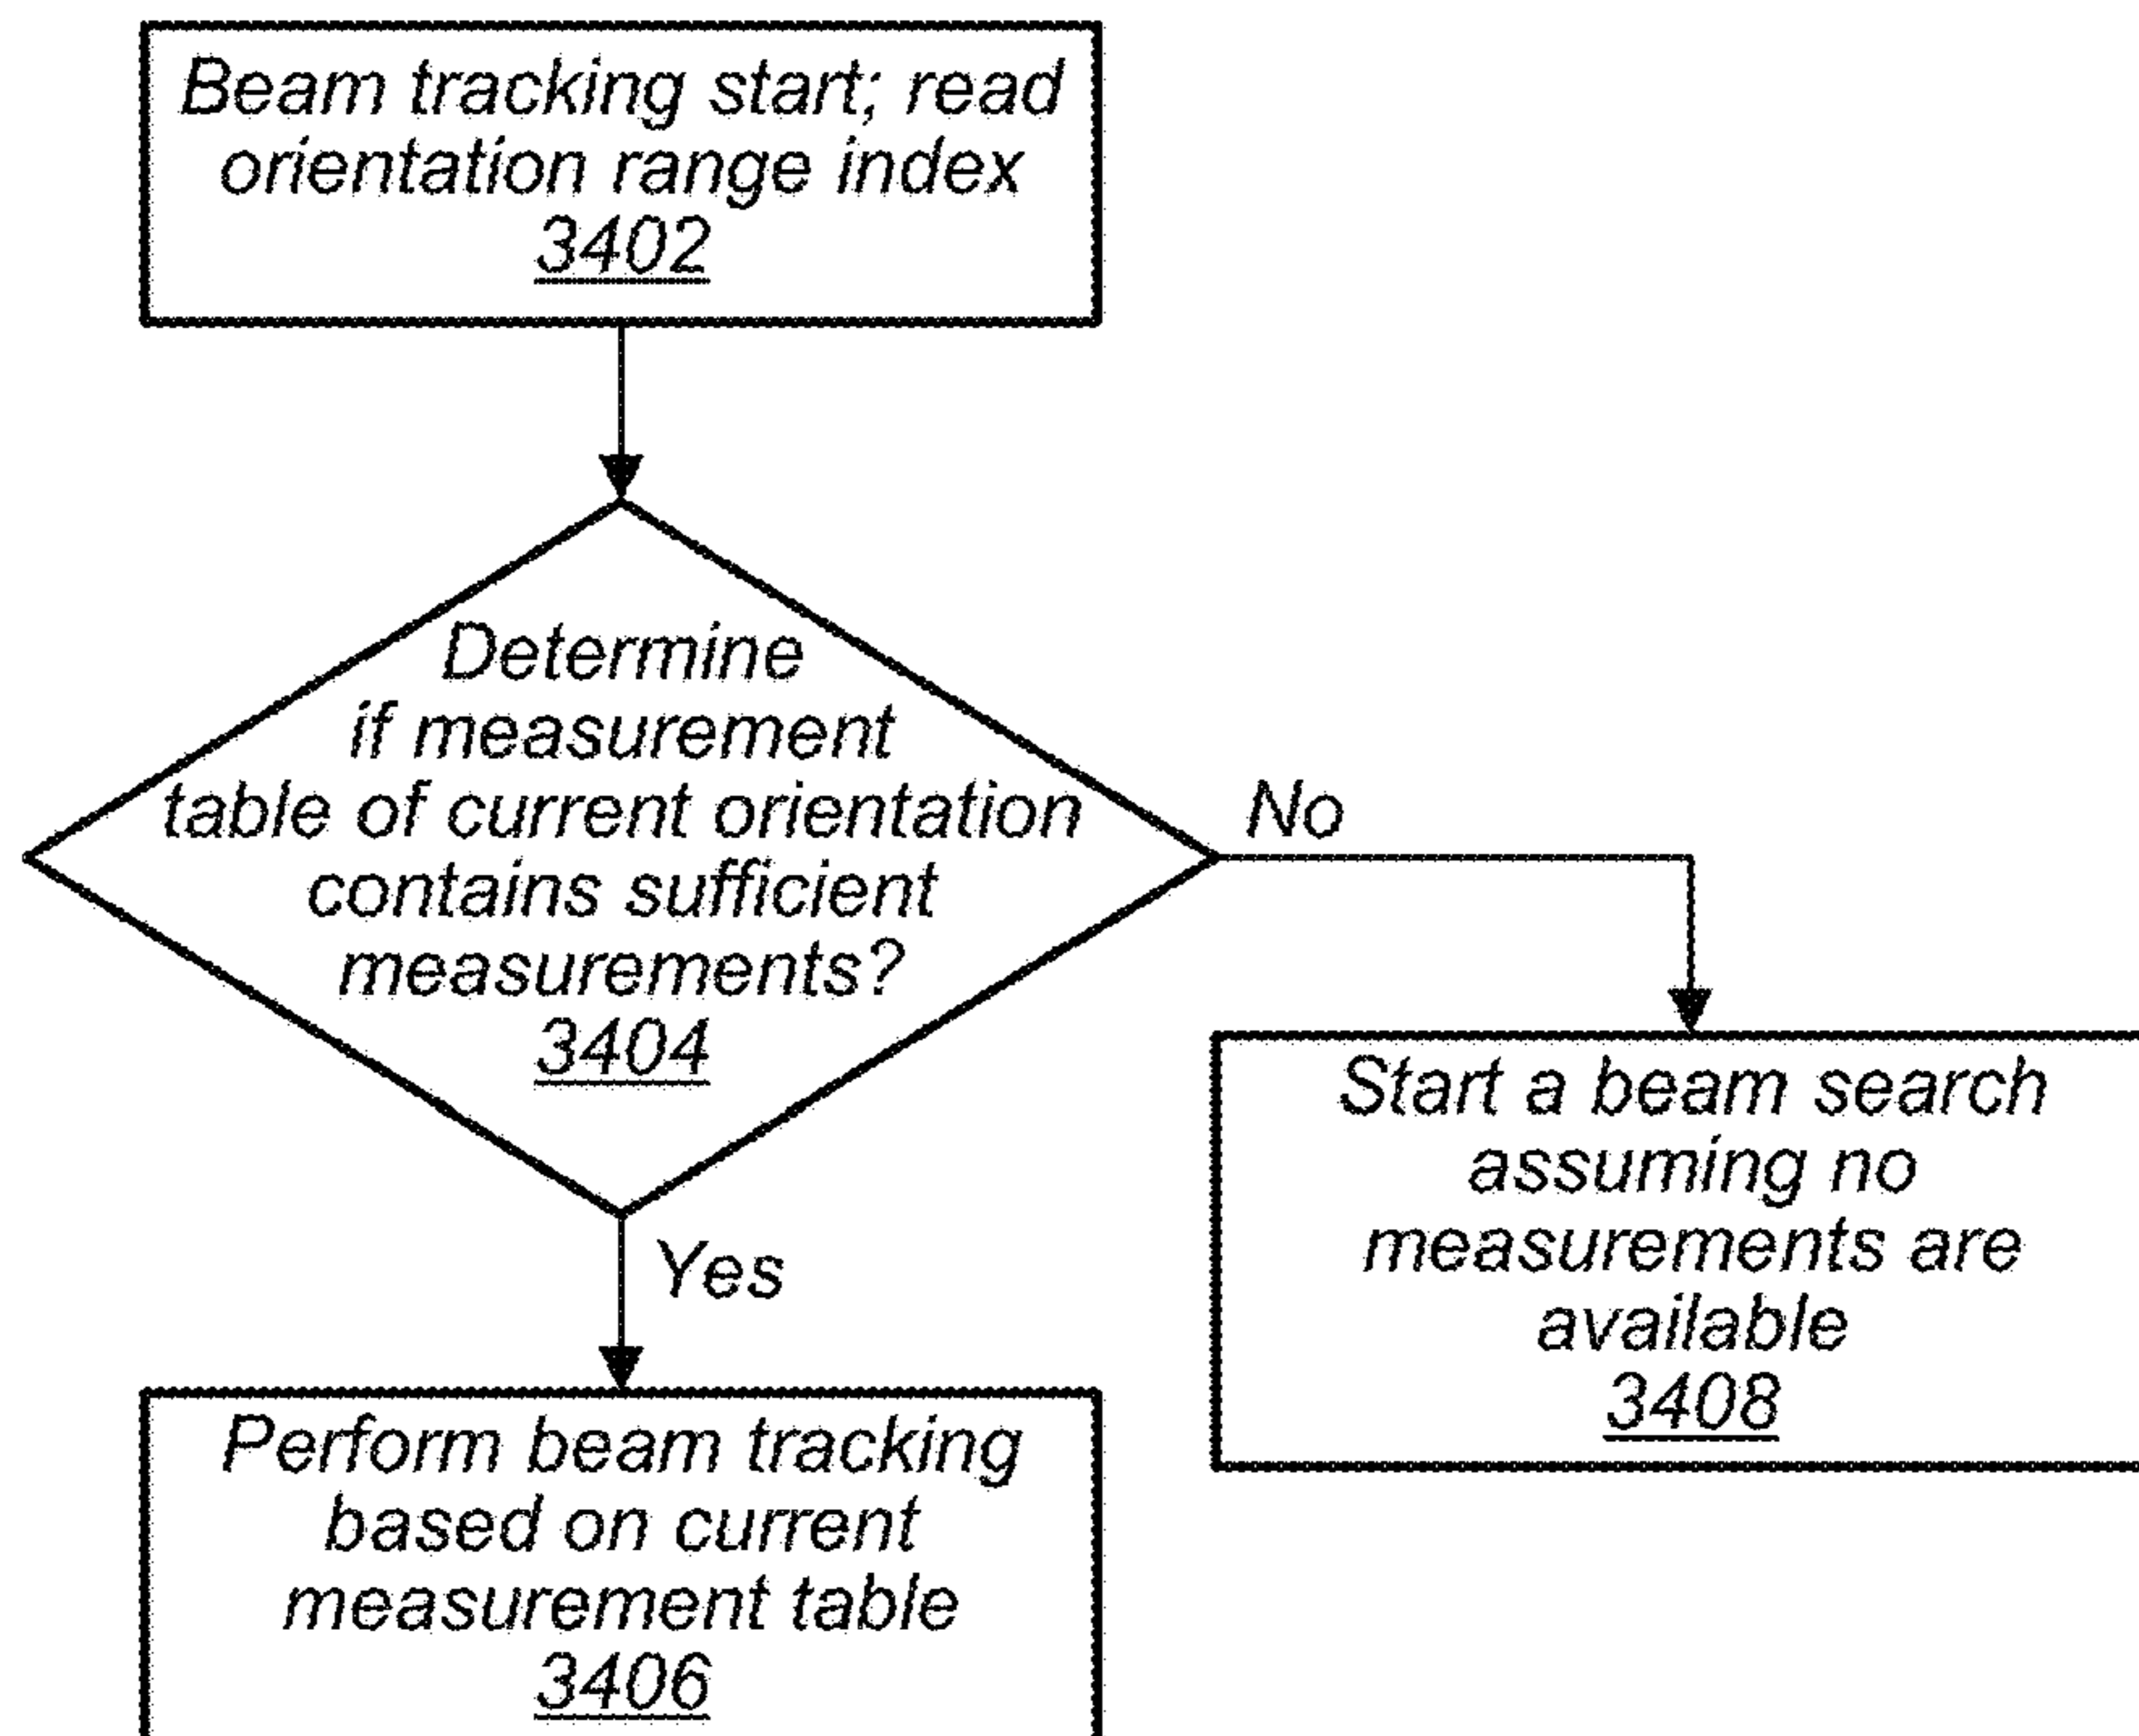 Beam tracking start; read
orientation range index
3402
Determine
if measurement
table of current orientation
contains sufficient
measurements?
3404
No
Yes
Start a beam search
assuming no
measurements are
available
3408
Perform beam tracking
based on current
measurement table
3406